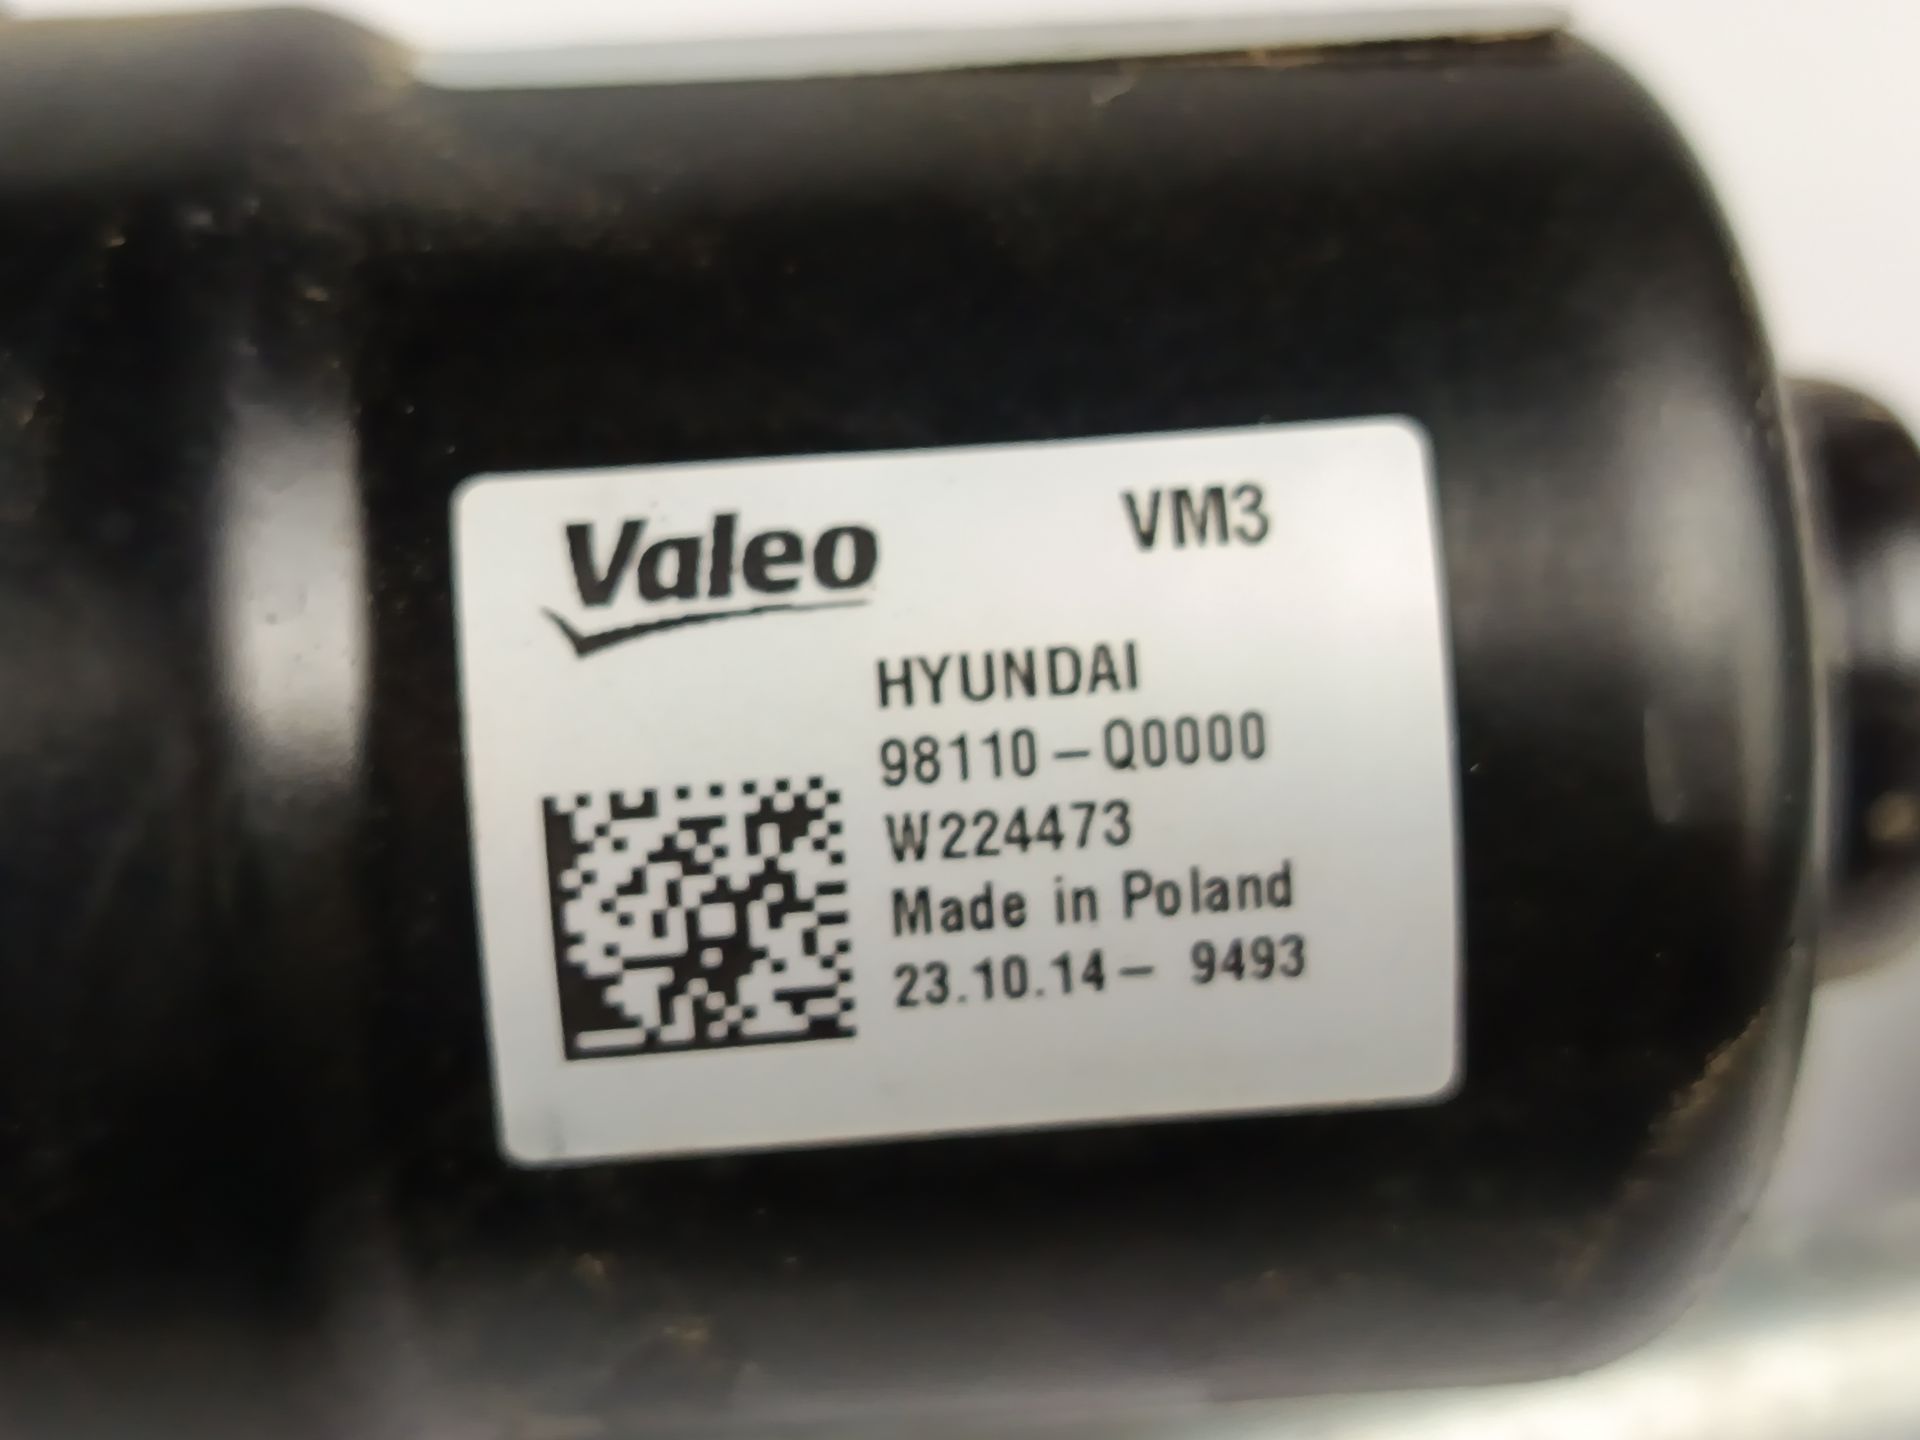 Valeo VM3
HYUNDAI
98110-Q0000
W224473
Made in Poland
23.10.14- 9493